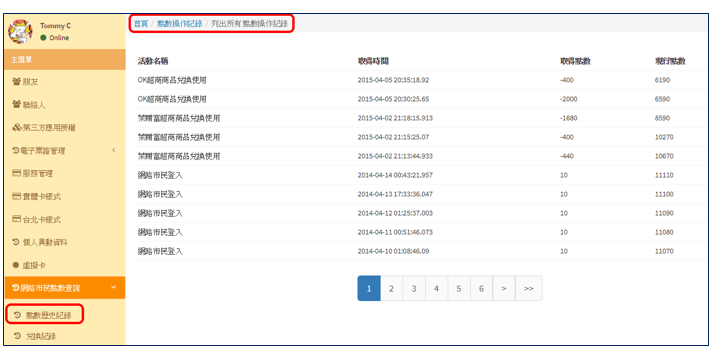 Tommy C
Online
主選單
朋友
聯絡人
第三方應用授權
電子票證管理
服務管理
實體卡樣式
台北卡樣式
個人異動資料
虛擬卡
網路市民點數查詢
點數歷史記錄
兌換記錄
首頁 / 點數操作記錄 / 列出所有 點數操作紀錄
活動名稱 取得時間 取得點數 現行點數
OK超商商品兌換使用 2015-04-05 20:35:18.92 -400 6190
OK超商商品兌換使用 2015-04-05 20:30:25.65 -2000 6590
萊爾富超商商品兌換使用 2015-04-02 21:18:15.913 -1680 8590
萊爾富超商商品兌換使用 2015-04-02 21:15:25.07 -400 10270
萊爾富超商商品兌換使用 2015-04-02 21:13:44.933 -440 10670
網路市民登入 2014-04-14 00:43:21.957 10 11110
網路市民登入 2014-04-13 17:33:36.047 10 11100
網路市民登入 2014-04-12 01:25:37.003 10 11090
網路市民登入 2014-04-11 00:51:46.073 10 11080
網路市民登入 2014-04-10 01:08:46.09 10 11070
1 2 3 4 5 6 > >>